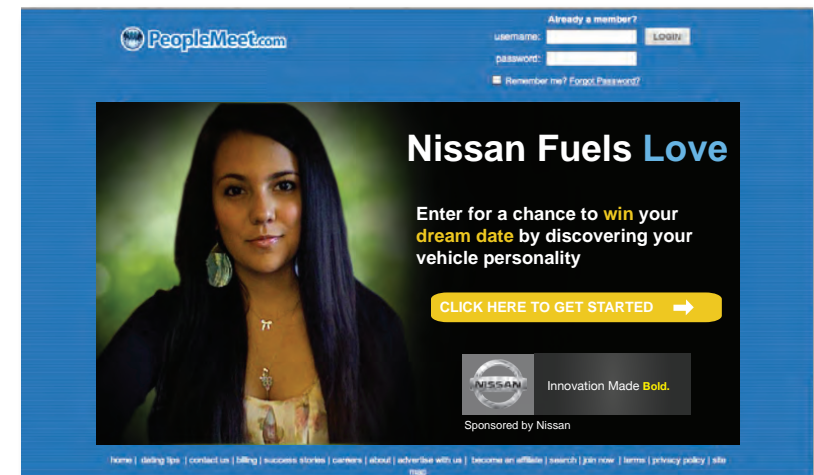 Already a member?
PeopleMeet.com
username:
LOGIN
password:
Remember me? Forgot Password?
Nissan Fuels Love
Enter for a chance to win your
dream date by discovering your
vehicle personality
CLICK HERE TO GET STARTED
NISSAN
Innovation Made Bold.
Sponsored by Nissan
home | dating tips | contact us | billing | success stories | careers | about | advertise with us | become an affiliate | search | join now | terms | privacy policy | site
map